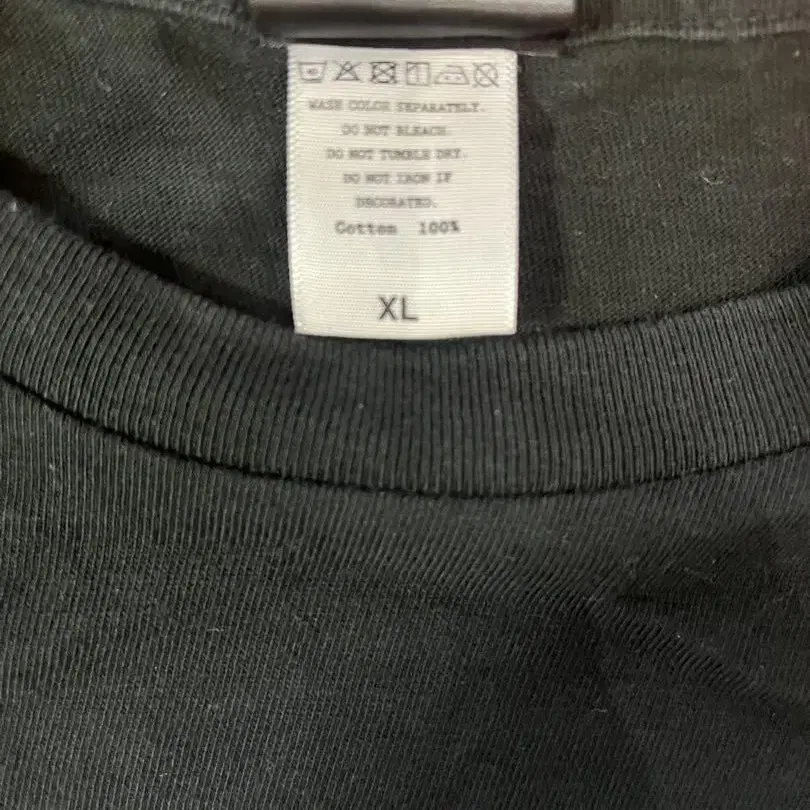 WASH COLOR SEPARATELY.
DO NOT BLEACH.
DO NOT TUMBLE DRY.
DO NOT IRON IF
DECORATED.
Cotton 100%
XL